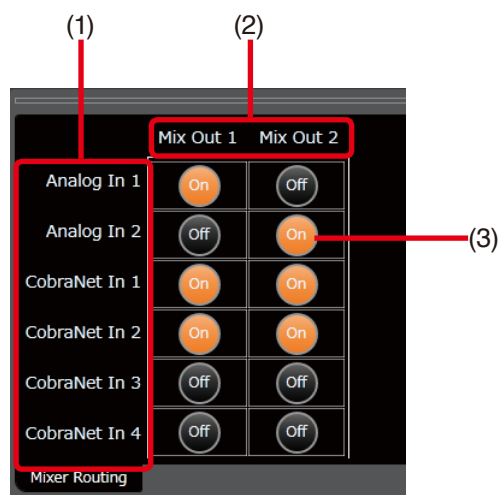 (1) (2)
Mix Out 1 Mix Out 2
Analog In 1 On Off
Analog In 2 Off On (3)
CobraNet In 1 On On
CobraNet In 2 On On
CobraNet In 3 Off Off
CobraNet In 4 Off Off
Mixer Routing